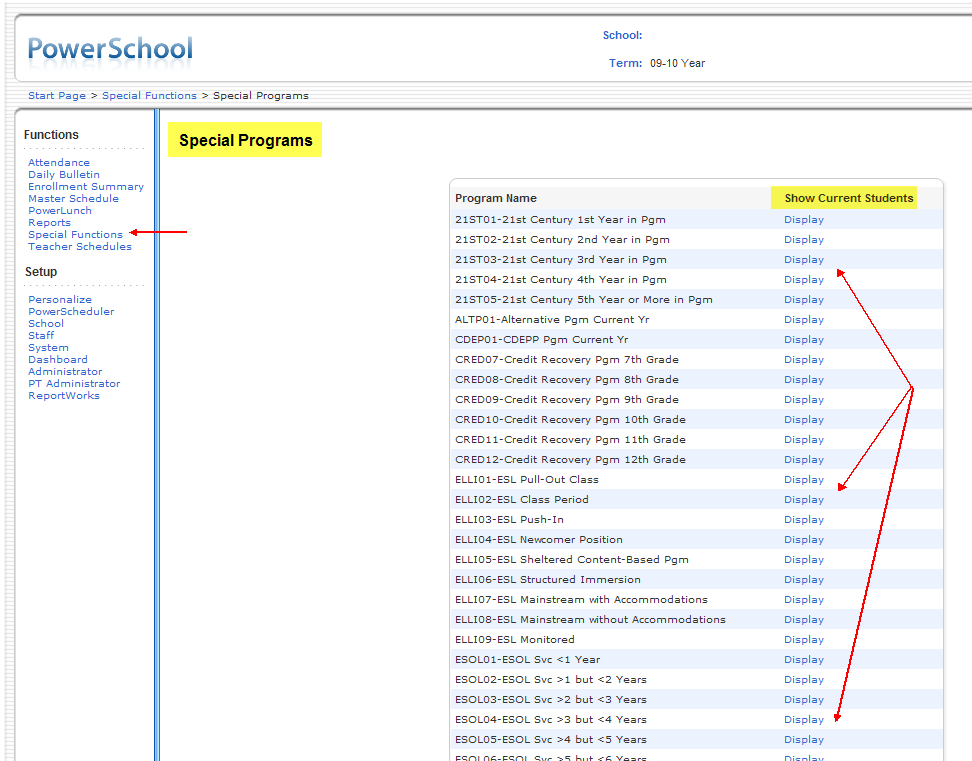 PowerSchool
School:
Term: 09-10 Year
Start Page > Special Functions > Special Programs
Functions
Attendance
Daily Bulletin
Enrollment Summary
Master Schedule
PowerLunch
Reports
Special Functions
Teacher Schedules
Setup
Personalize
PowerScheduler
School
Staff
System
Dashboard
Administrator
PT Administrator
ReportWorks
Special Programs
Program Name Show Current Students
21ST01-21st Century 1st Year in Pgm Display
21ST02-21st Century 2nd Year in Pgm Display
21ST03-21st Century 3rd Year in Pgm Display
21ST04-21st Century 4th Year in Pgm Display
21ST05-21st Century 5th Year or More in Pgm Display
ALTP01-Alternative Pgm Current Yr Display
CDEP01-CDEPP Pgm Current Yr Display
CRED07-Credit Recovery Pgm 7th Grade Display
CRED08-Credit Recovery Pgm 8th Grade Display
CRED09-Credit Recovery Pgm 9th Grade Display
CRED10-Credit Recovery Pgm 10th Grade Display
CRED11-Credit Recovery Pgm 11th Grade Display
CRED12-Credit Recovery Pgm 12th Grade Display
ELLI01-ESL Pull-Out Class Display
ELLI02-ESL Class Period Display
ELLI03-ESL Push-In Display
ELLI04-ESL Newcomer Position Display
ELLI05-ESL Sheltered Content-Based Pgm Display
ELLI06-ESL Structured Immersion Display
ELLI07-ESL Mainstream with Accommodations Display
ELLI08-ESL Mainstream without Accommodations Display
ELLI09-ESL Monitored Display
ESOL01-ESOL Svc <1 Year Display
ESOL02-ESOL Svc >1 but <2 Years Display
ESOL03-ESOL Svc >2 but <3 Years Display
ESOL04-ESOL Svc >3 but <4 Years Display
ESOL05-ESOL Svc >4 but <5 Years Display
ESOL06-ESOL Svc >5 but <6 Years Display